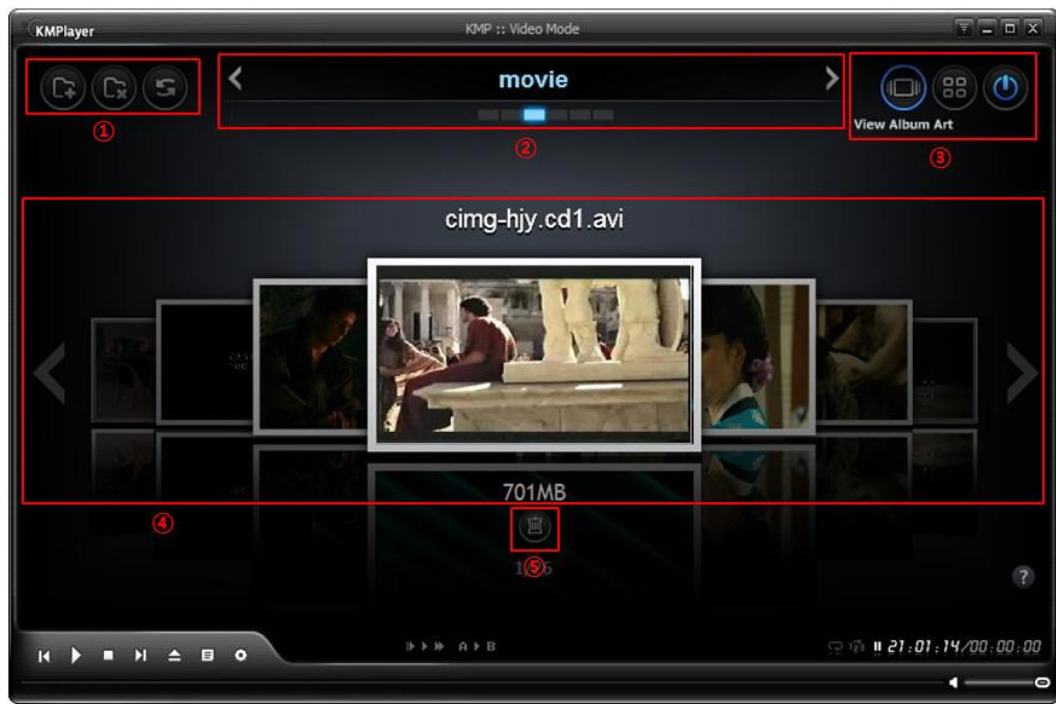 KMPlayer
KMP :: Video Mode
movie
①
②
View Album Art
③
cimg-hjy.cd1.avi
701MB
④
⑤
?
A B
21:01:14/00:00:00